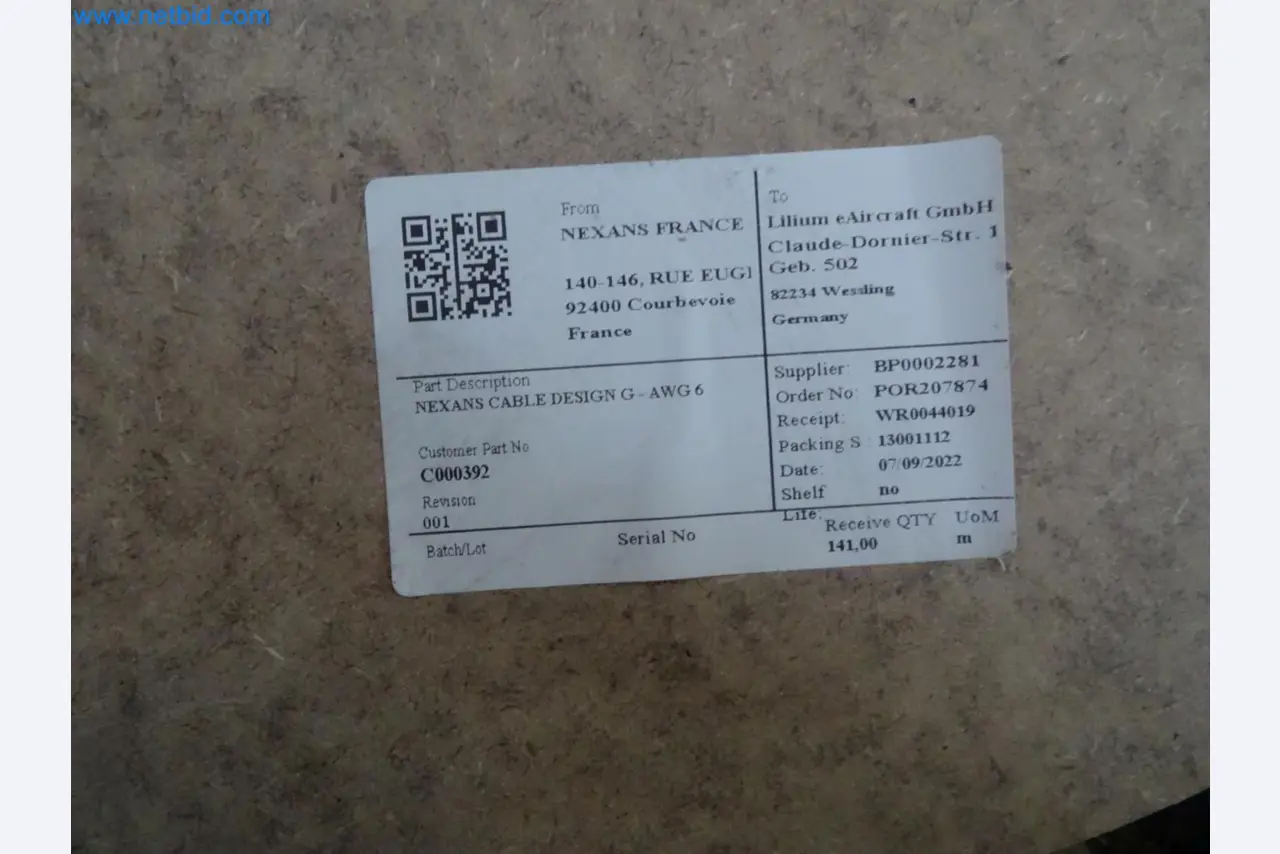 www.netbid.com
From
NEXANS FRANCE
140-146, RUE EUGI
92400 Courbevoie
France
To
Lilium eAircraft GmbH
Claude-Dornier-Str. 1
Geb. 502
82234 Wessling
Germany
Part Description
NEXANS CABLE DESIGN G - AWG 6
Customer Part No
C000392
Revision
001
Supplier: BP0002281
Order No: POR207874
Receipt: WR0044019
Packing S 13001112
Date: 07/09/2022
Shelf no
Life:
Batch/Lot
Serial No
Receive QTY UoM
141,00 m